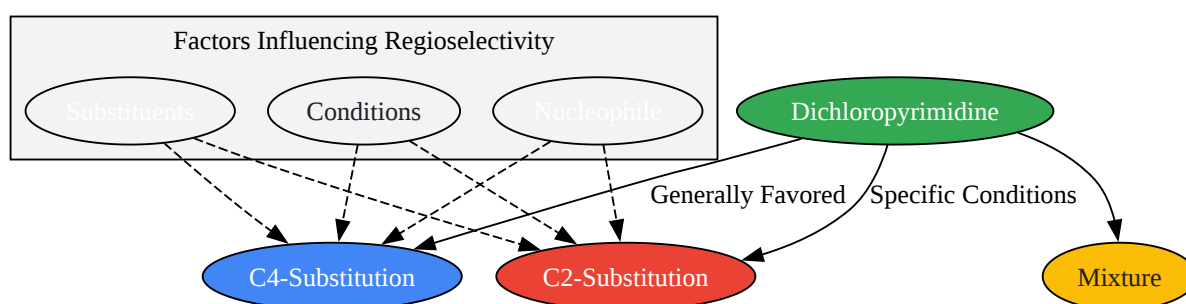 Factors Influencing Regioselectivity
Substituents
Conditions
Nucleophile
Dichloropyrimidine
Generally Favored
Specific Conditions
C4-Substitution
C2-Substitution
Mixture